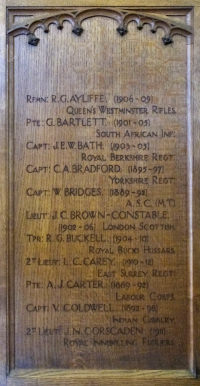 RFMN: R.G. AYLIFFE. (1906-09)
QUEEN'S WESTMINSTER RIFLES.
PTE: G. BARTLETT. (1901-05)
SOUTH AFRICAN INF:
CAPT: J.E.W. BATH. (1903-05)
ROYAL BERKSHIRE REGT:
CAPT: C.A. BRADFORD. (1895-97)
YORKSHIRE REGT:
CAPT: W. BRIDGES. (1889-92)
A.S.C. (M.T.)
LIEUT: J.C. BROWN-CONSTABLE.
(1902-06) LONDON SCOTTISH.
TPR: R.G. BUCKELL. (1904-10)
ROYAL BUCKS HUSSARS.
2ND LIEUT: L.C. CAREY. (1910-12)
EAST SURREY REGT:
PTE: A.J. CARTER. (1889-92)
LABOUR CORPS.
CAPT: V. COLDWELL. (1892-98)
INDIAN CAVALRY.
2ND LIEUT: J.N. CORSCADEN. (1911)
ROYAL INNISKILLING FUSILIERS.